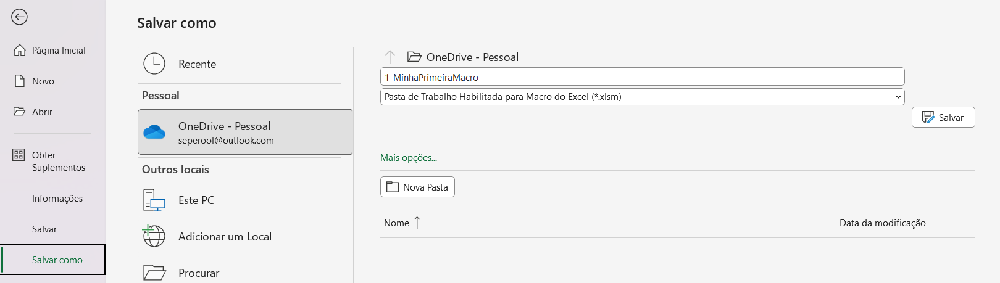 Salvar como
Página Inicial
Novo
Abrir
Obter
Suplementos
Informações
Salvar
Salvar como
Recente
Pessoal
OneDrive - Pessoal
seperool@outlook.com
Outros locais
Este PC
Adicionar um Local
Procurar
OneDrive - Pessoal
1-MinhaPrimeiraMacro
Pasta de Trabalho Habilitada para Macro do Excel (*.xlsm)
Salvar
Mais opções...
Nova Pasta
Nome Data da modificação